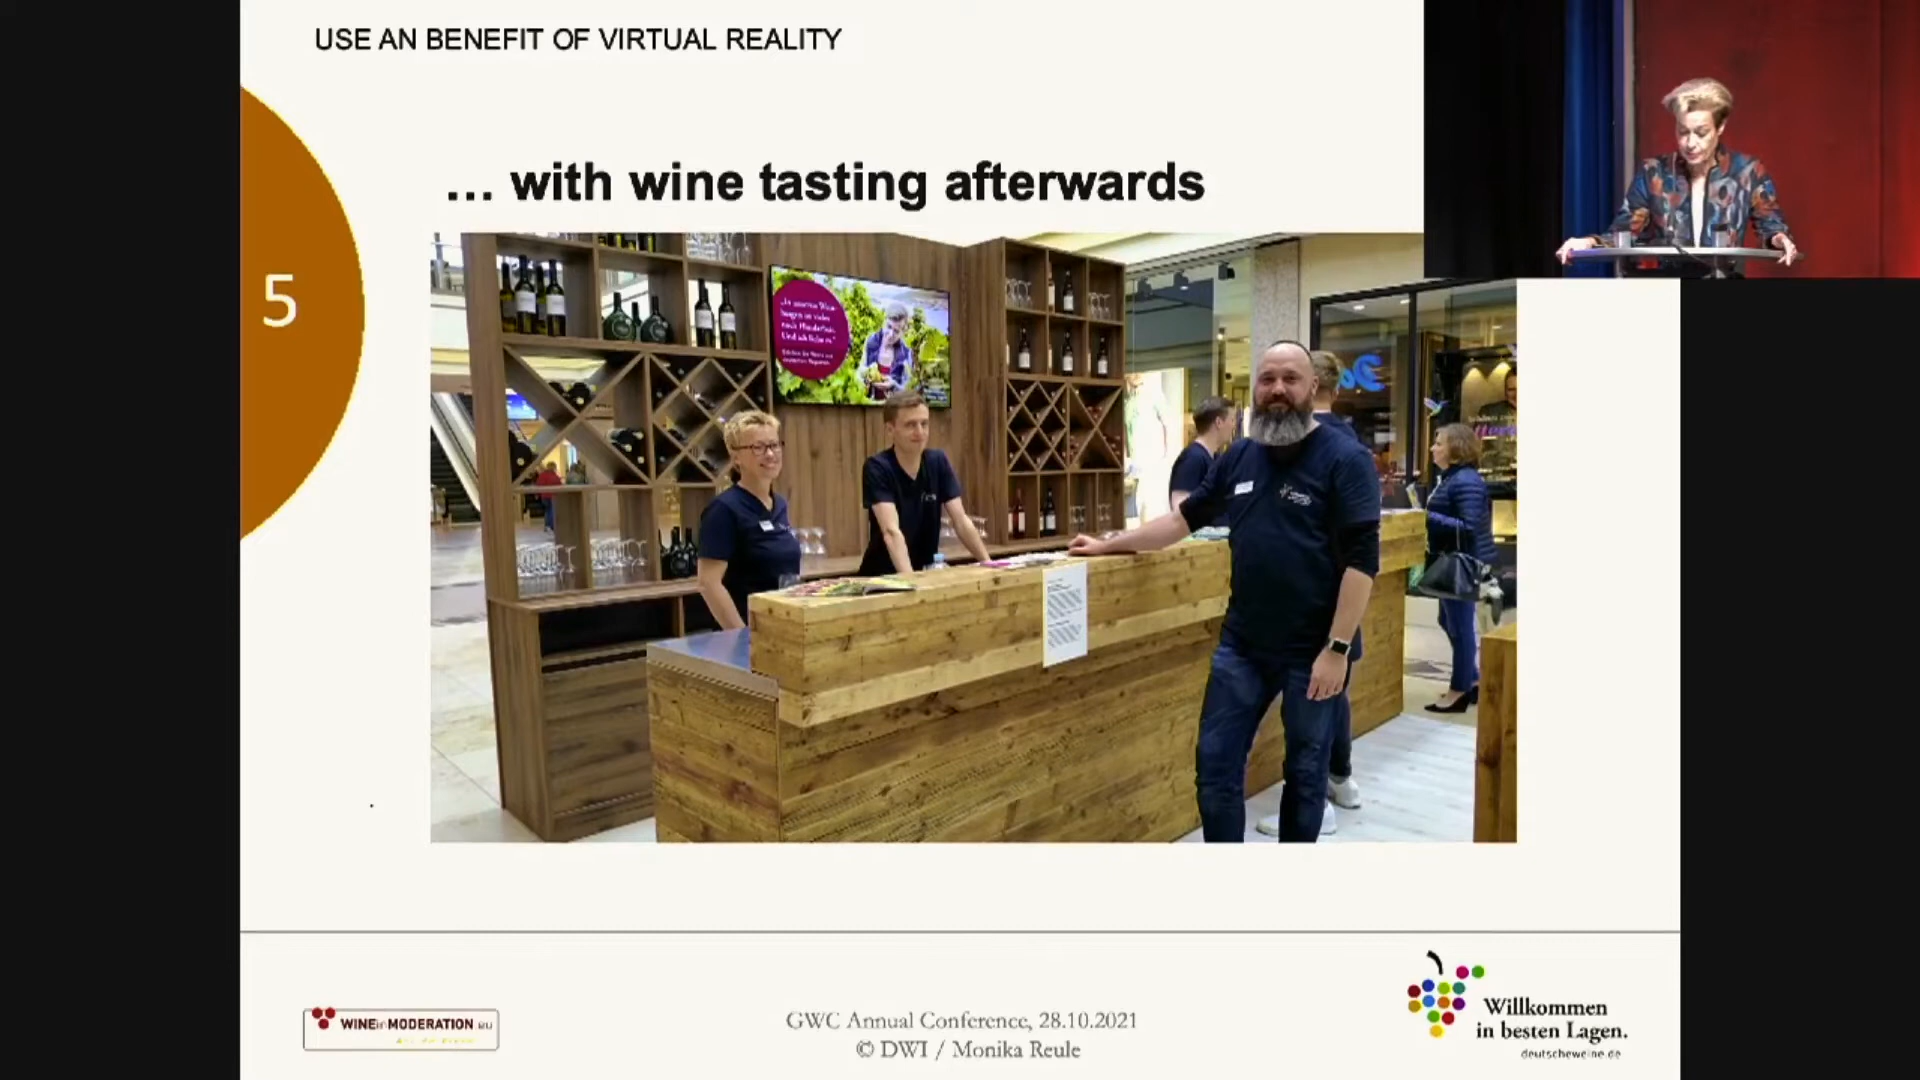 USE AN BENEFIT OF VIRTUAL REALITY
5
... with wine tasting afterwards
WINE in MODERATION.eu
GWC Annual Conference, 28.10.2021
© DWI / Monika Reule
Willkommen
in besten Lagen.
deutscheweine.de